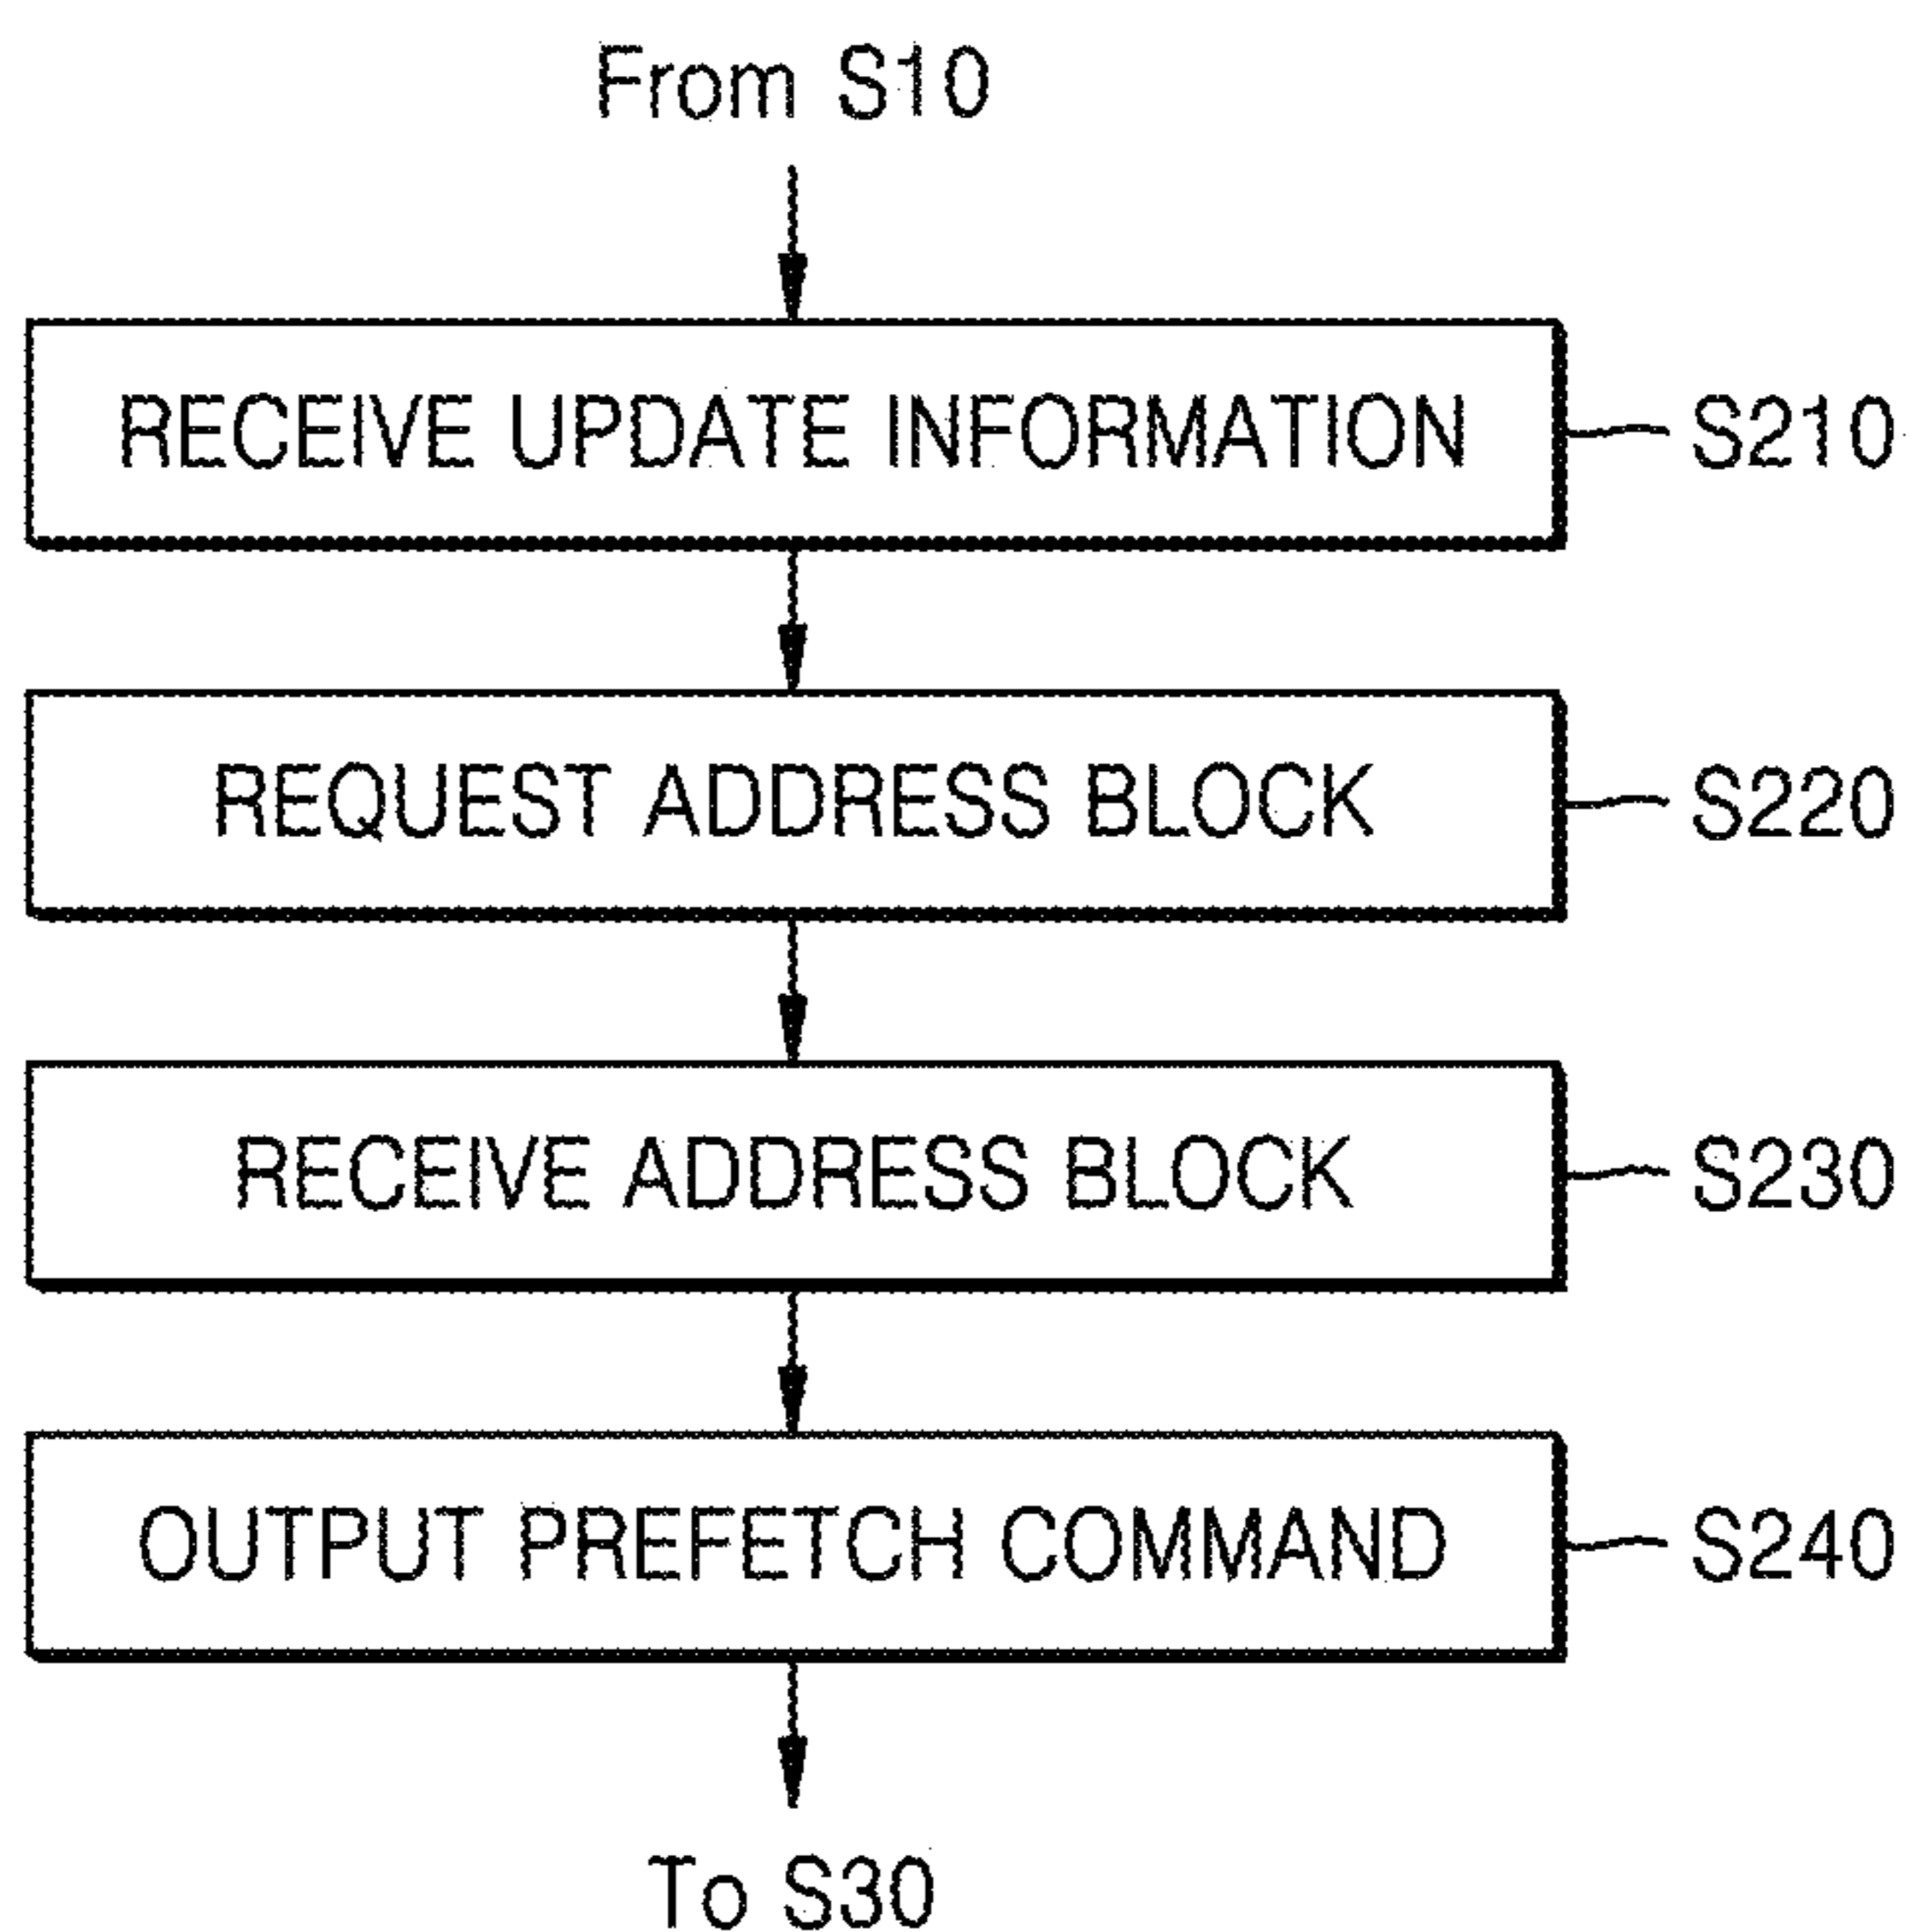 From S10
RECEIVE UPDATE INFORMATION S210
REQUEST ADDRESS BLOCK S220
RECEIVE ADDRESS BLOCK S230
OUTPUT PREFETCH COMMAND S240
To S30